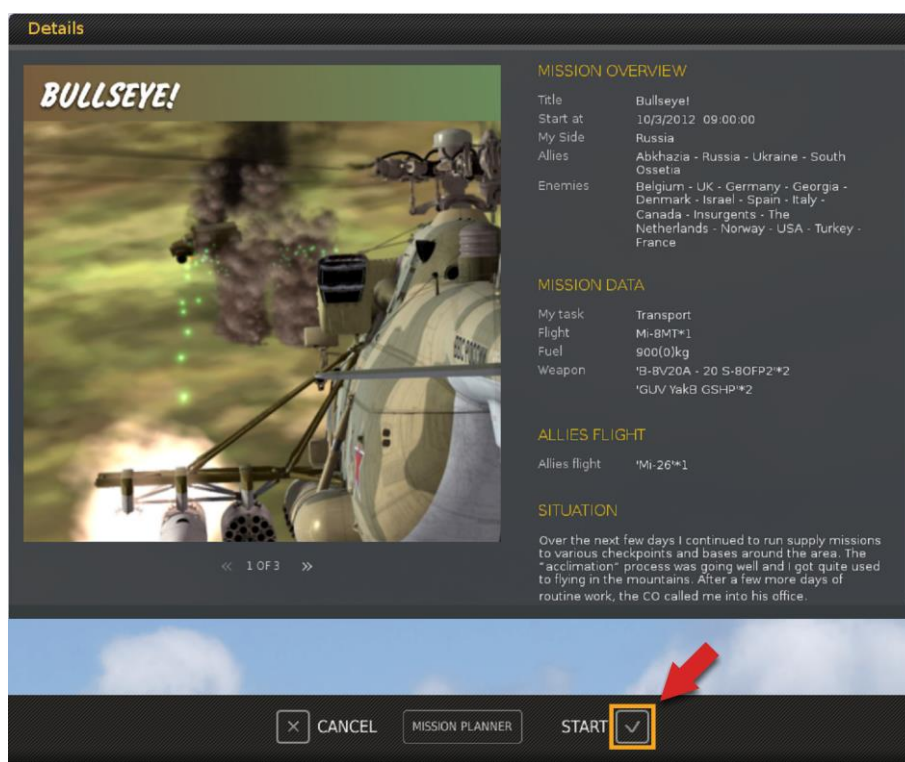 Details
BULLSEYE!
« 1 OF 3 »
MISSION OVERVIEW
Title Bullseye!
Start at 10/3/2012 09:00:00
My Side Russia
Allies Abkhazia - Russia - Ukraine - South
Ossetia
Enemies Belgium - UK - Germany - Georgia -
Denmark - Israel - Spain - Italy -
Canada - Insurgents - The
Netherlands - Norway - USA - Turkey -
France
MISSION DATA
My task Transport
Flight Mi-8MT*1
Fuel 900(0)kg
Weapon 'B-8V20A - 20 S-8OFP2'*2
'GUV YakB GSHP'*2
ALLIES FLIGHT
Allies flight 'Mi-26'*1
SITUATION
Over the next few days I continued to run supply missions
to various checkpoints and bases around the area. The
"acclimation" process was going well and I got quite used
to flying in the mountains. After a few more days of
routine work, the CO called me into his office.
CANCEL MISSION PLANNER START